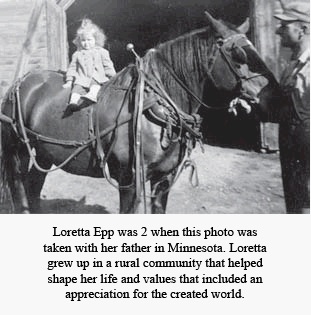 Loretta Epp was 2 when this photo was
taken with her father in Minnesota. Loretta
grew up in a rural community that helped
shape her life and values that included an
appreciation for the created world.